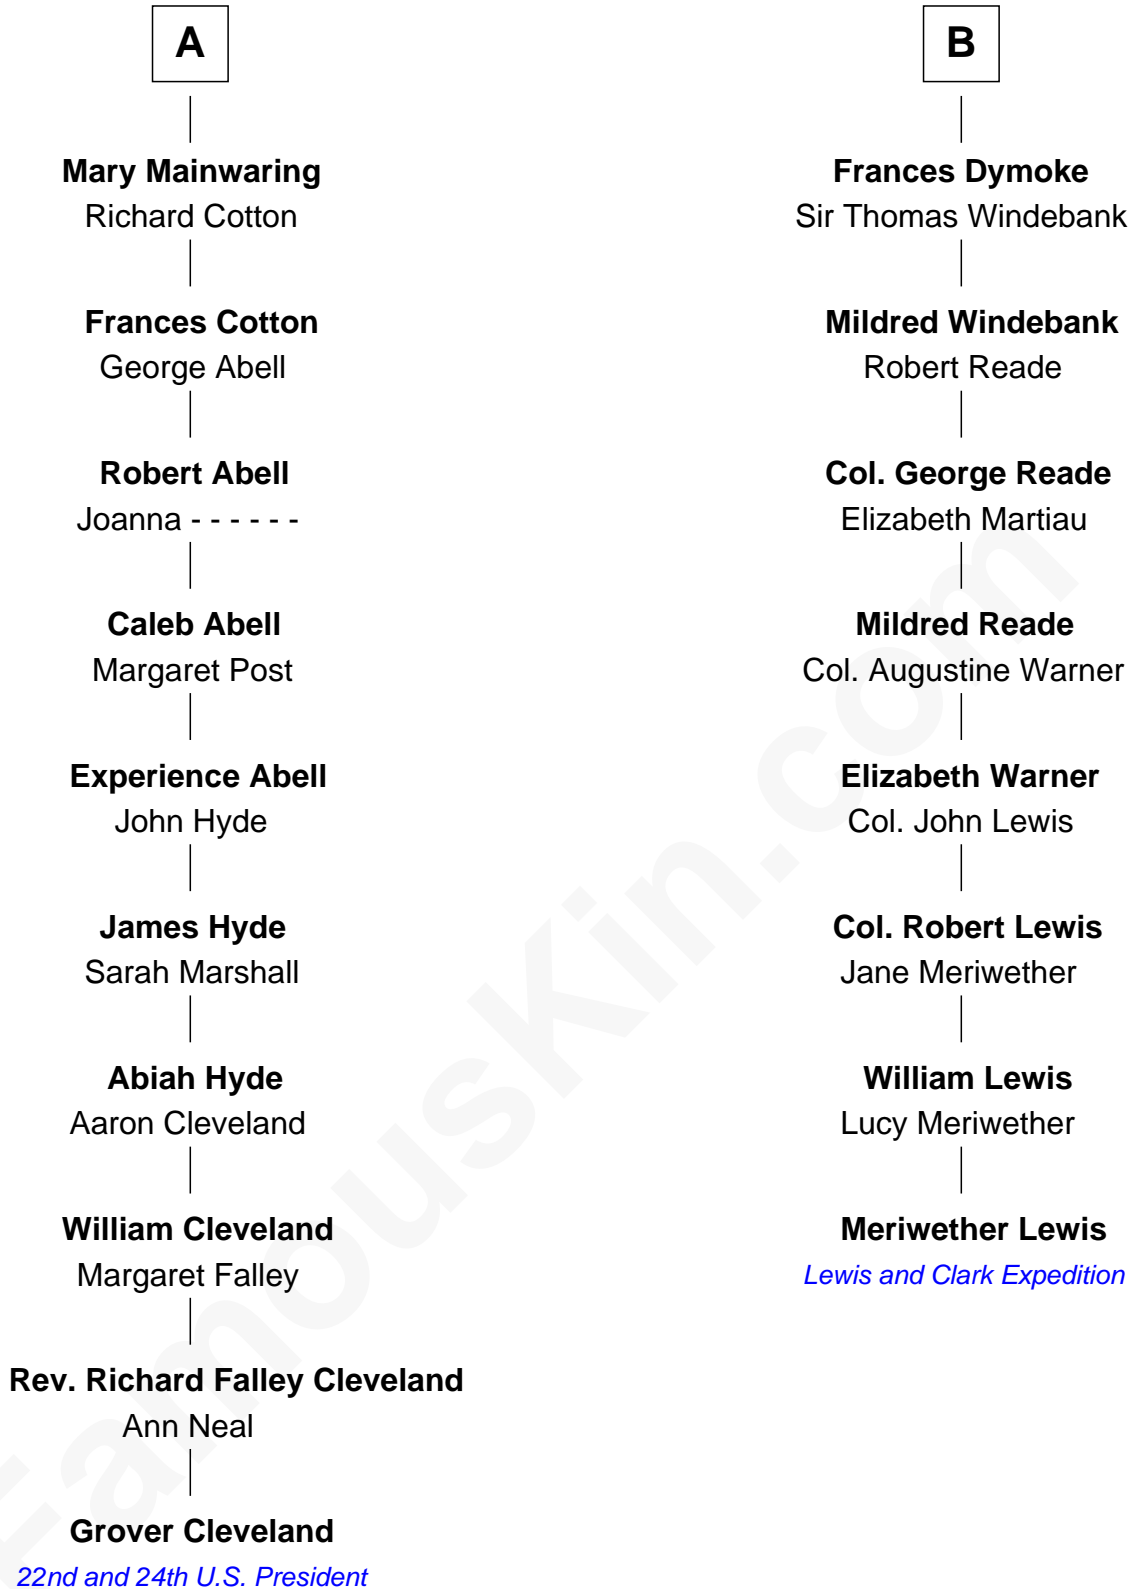 A
Mary Mainwaring
Richard Cotton
Frances Cotton
George Abell
Robert Abell
Joanna - - - - - -
Caleb Abell
Margaret Post
Experience Abell
John Hyde
James Hyde
Sarah Marshall
Abiah Hyde
Aaron Cleveland
William Cleveland
Margaret Falley
Rev. Richard Falley Cleveland
Ann Neal
Grover Cleveland
22nd and 24th U.S. President
B
Frances Dymoke
Sir Thomas Windebank
Mildred Windebank
Robert Reade
Col. George Reade
Elizabeth Martiau
Mildred Reade
Col. Augustine Warner
Elizabeth Warner
Col. John Lewis
Col. Robert Lewis
Jane Meriwether
William Lewis
Lucy Meriwether
Meriwether Lewis
Lewis and Clark Expedition
FamousKin.com